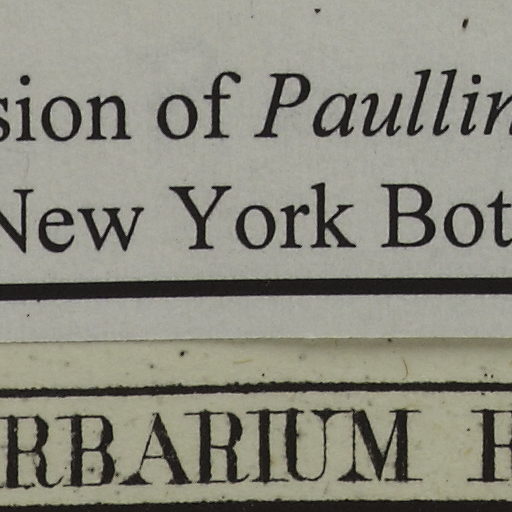 sion of Paullin
New York Bot
RBARIUM